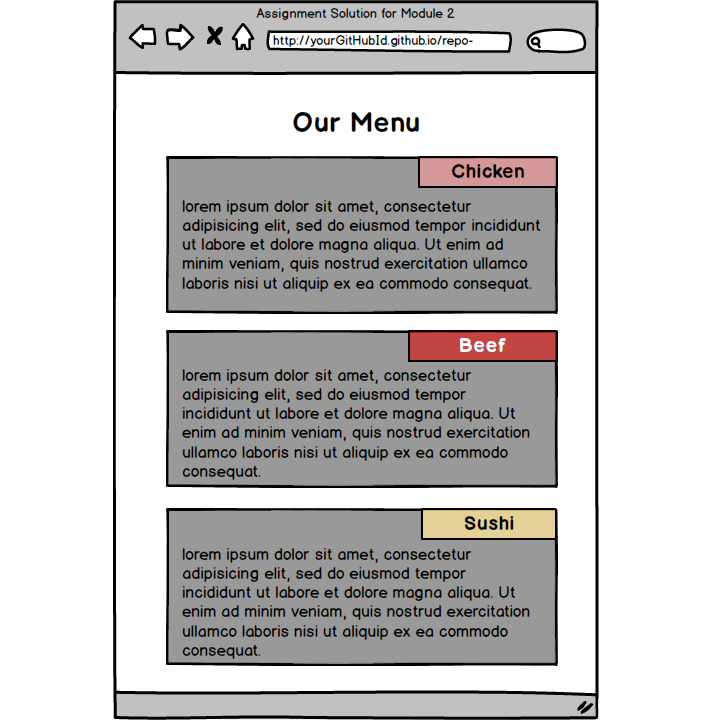 Assignment Solution for Module 2
http://yourGitHubId.github.io/repo-
Our Menu
Chicken
lorem ipsum dolor sit amet, consectetur
adipisicing elit, sed do eiusmod tempor incididunt
ut labore et dolore magna aliqua. Ut enim ad
minim veniam, quis nostrud exercitation ullamco
laboris nisi ut aliquip ex ea commodo consequat.
Beef
lorem ipsum dolor sit amet, consectetur
adipisicing elit, sed do eiusmod tempor
incididunt ut labore et dolore magna aliqua. Ut
enim ad minim veniam, quis nostrud exercitation
ullamco laboris nisi ut aliquip ex ea commodo
consequat.
Sushi
lorem ipsum dolor sit amet, consectetur
adipisicing elit, sed do eiusmod tempor
incididunt ut labore et dolore magna aliqua. Ut
enim ad minim veniam, quis nostrud exercitation
ullamco laboris nisi ut aliquip ex ea commodo
consequat.